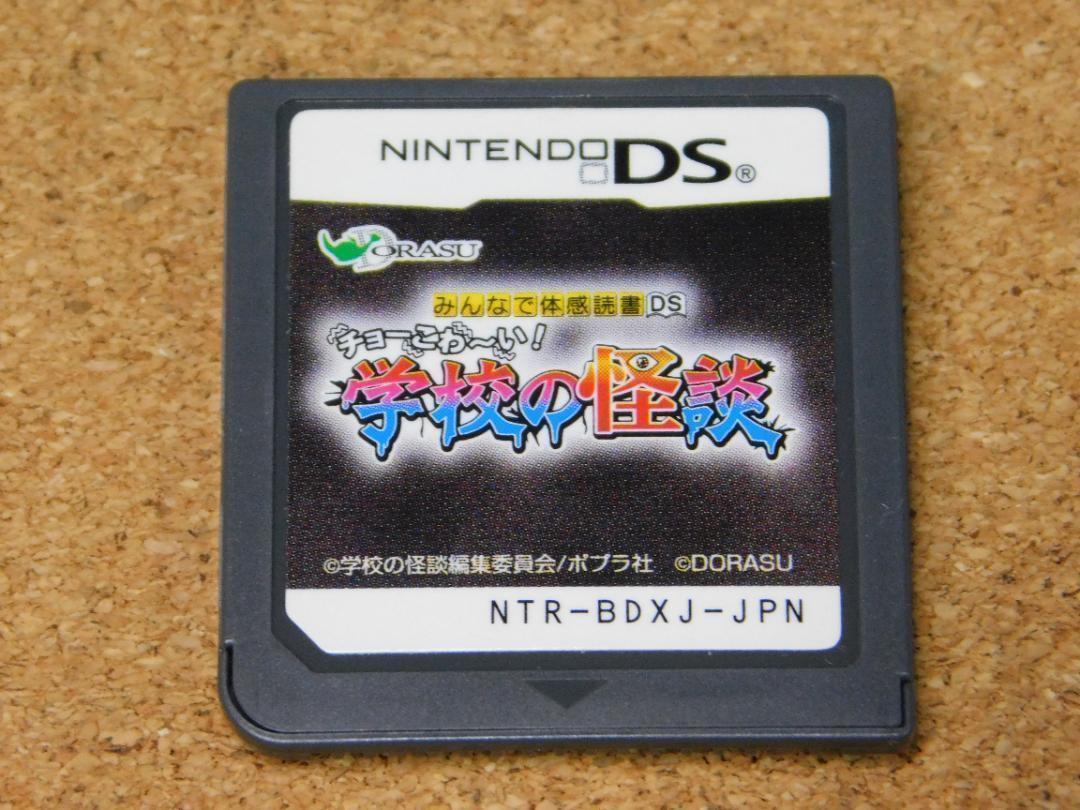 NINTENDO DS®
DORASU
みんなで体感読書DS
チョーこわ〜い!
学校の怪談
©学校の怪談編集委員会/ポプラ社 ©DORASU
NTR-BDXJ-JPN